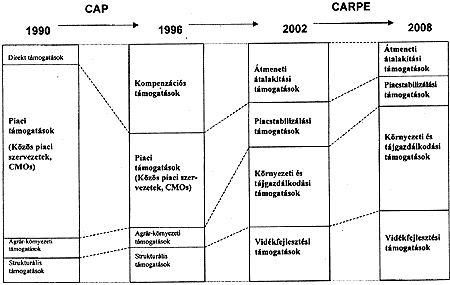 CAP
CARPE
1990
1996
2002
2008
Direkt támogatások
Piaci
támogatások
(Közös piaci
szervezetek,
CMOs)
Agrár-környezeti
támogatások
Strukturális
támogatások
Kompenzációs
támogatások
Piaci
támogatások
(Közös piaci szer-
vezetek, CMOs)
Agrár-környezeti
támogatások
Strukturális
támogatások
Átmeneti
átalakítási
támogatások
Piacstabilizálási
támogatások
Környezeti és
tájgazdálkodási
támogatások
Vidékfejlesztési
támogatások
Átmeneti
átalakítási
támogatások
Piacstabilizálási
támogatások
Környezeti és
tájgazdálkodási
támogatások
Vidékfejlesztési
támogatások